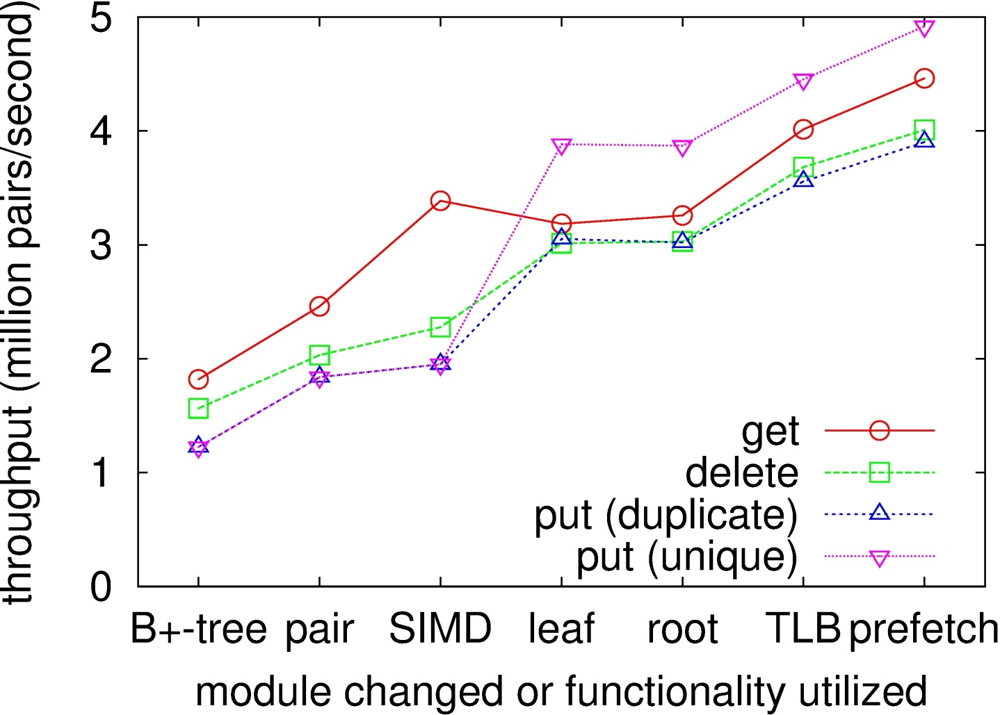 throughput (million pairs/second)
5
4
3
2
1
0
get
delete
put (duplicate)
put (unique)
B+-tree pair SIMD leaf root TLB prefetch
module changed or functionality utilized